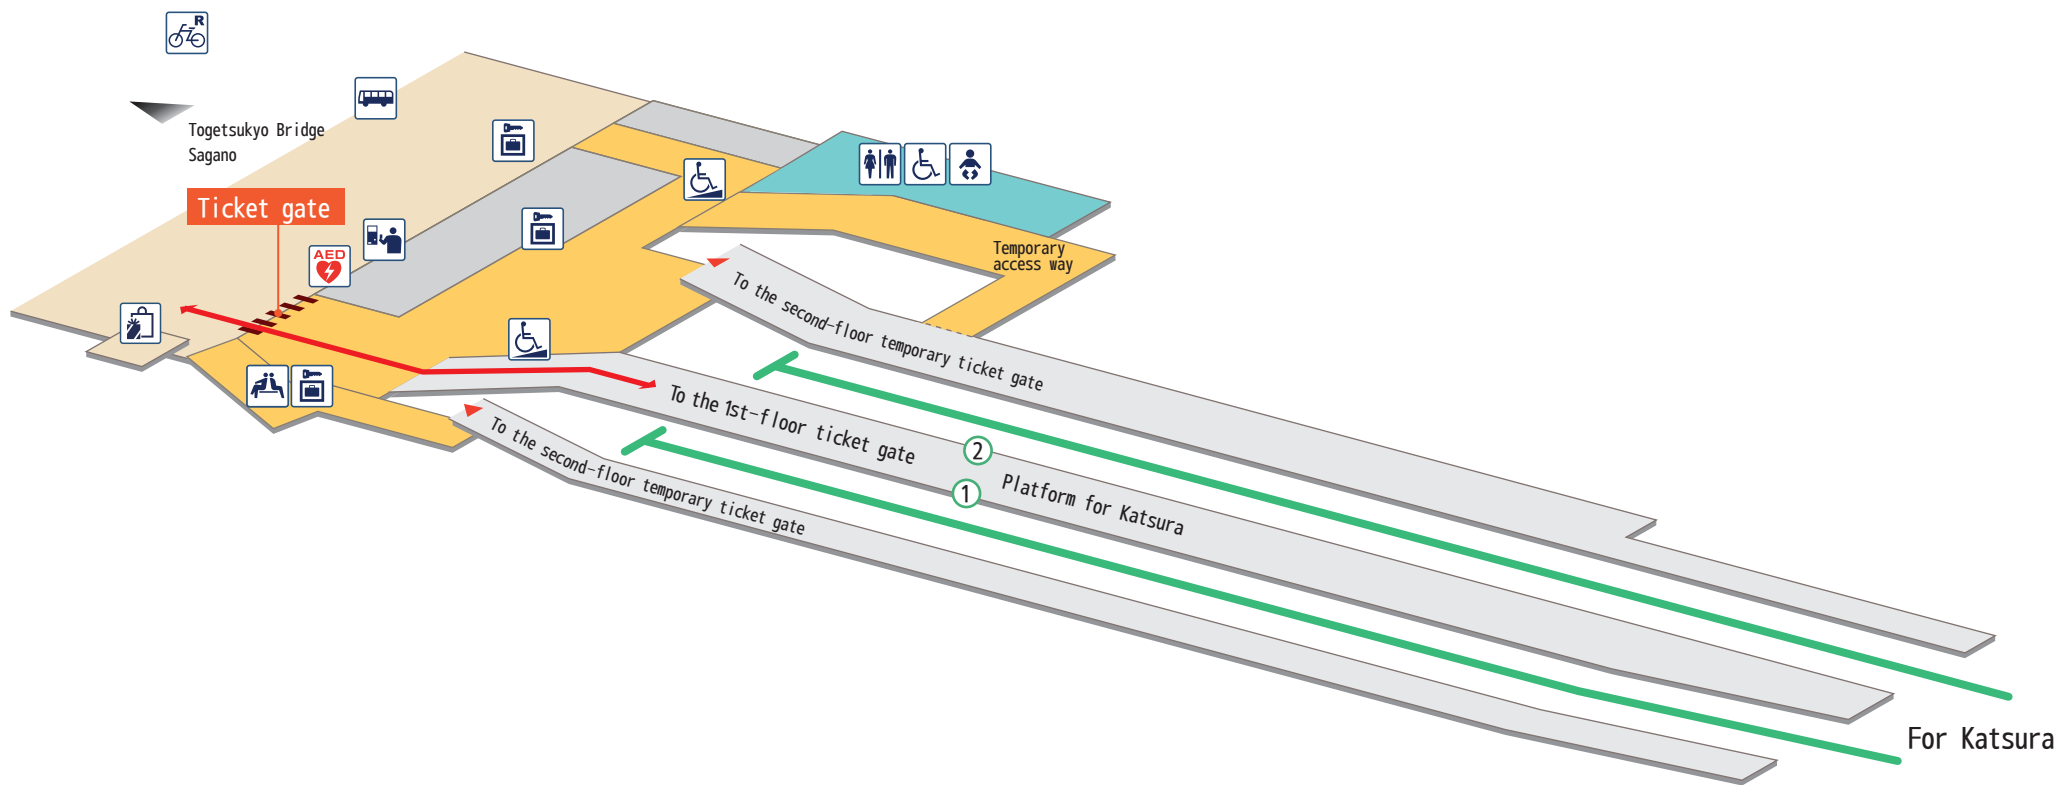 R
Togetsukyo Bridge
Sagano
Ticket gate
AED
Temporary
access way
To the second-floor temporary ticket gate
To the 1st-floor ticket gate
2
1
Platform for Katsura
To the second-floor temporary ticket gate
For Katsura